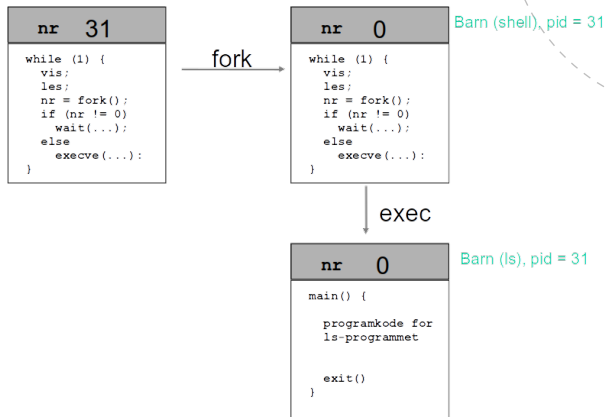 nr 31
while (1) {
vis;
les;
nr = fork();
if (nr != 0)
wait(...);
else
execve(...):
}
fork
nr 0
while (1) {
vis;
les;
nr = fork();
if (nr != 0)
wait(...);
else
execve(...):
}
Barn (shell), pid = 31
exec
nr 0
main() {
programkode for
ls-programmet
exit()
}
Barn (ls), pid = 31